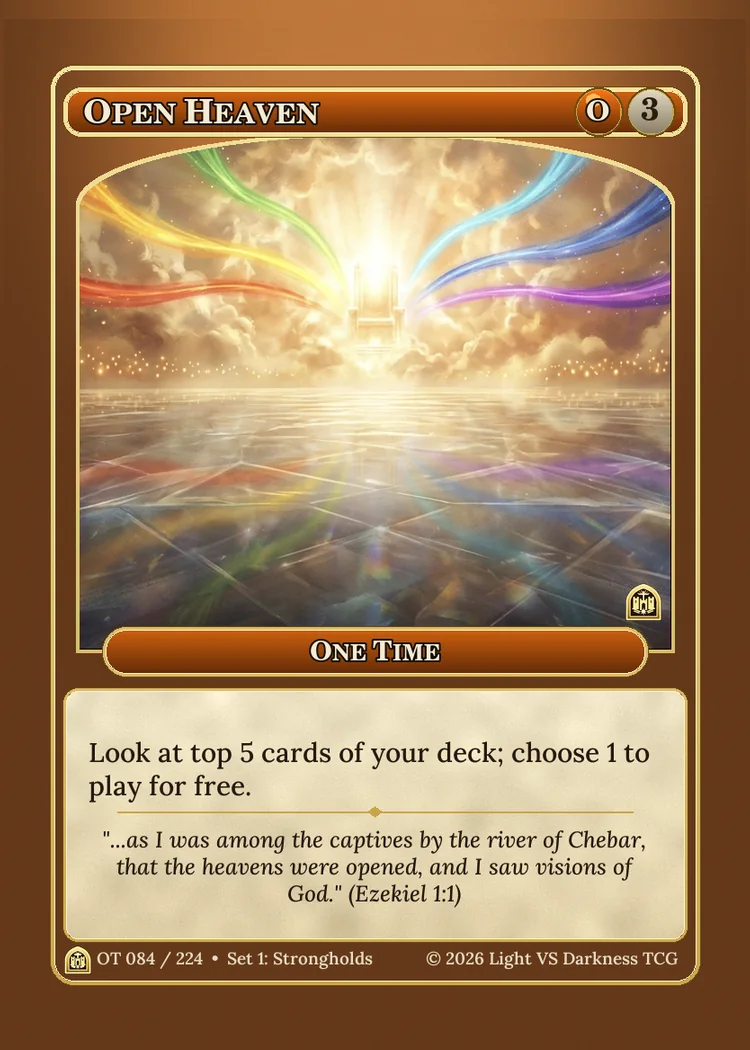 Open Heaven O 3
One Time
Look at top 5 cards of your deck; choose 1 to
play for free.
"...as I was among the captives by the river of Chebar,
that the heavens were opened, and I saw visions of
God." (Ezekiel 1:1)
OT 084 / 224 • Set 1: Strongholds © 2026 Light VS Darkness TCG